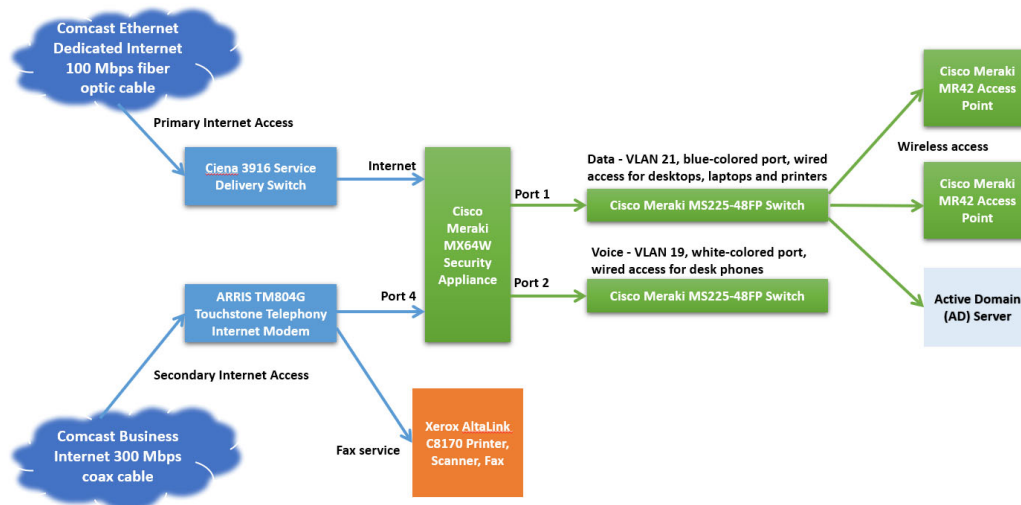 Comcast Ethernet
Dedicated Internet
100 Mbps fiber
optic cable
Primary Internet Access
Ciena 3916 Service
Delivery Switch
Internet
Cisco
Meraki
MX64W
Security
Appliance
Port 1
Data - VLAN 21, blue-colored port, wired
access for desktops, laptops and printers
Cisco Meraki MS225-48FP Switch
Cisco Meraki
MR42 Access
Point
Wireless access
Cisco Meraki
MR42 Access
Point
Voice - VLAN 19, white-colored port,
wired access for desk phones
Port 2
Cisco Meraki MS225-48FP Switch
Active Domain
(AD) Server
ARRIS TM804G
Touchstone Telephony
Internet Modem
Port 4
Secondary Internet Access
Comcast Business
Internet 300 Mbps
coax cable
Fax service
Xerox AltaLink
C8170 Printer,
Scanner, Fax